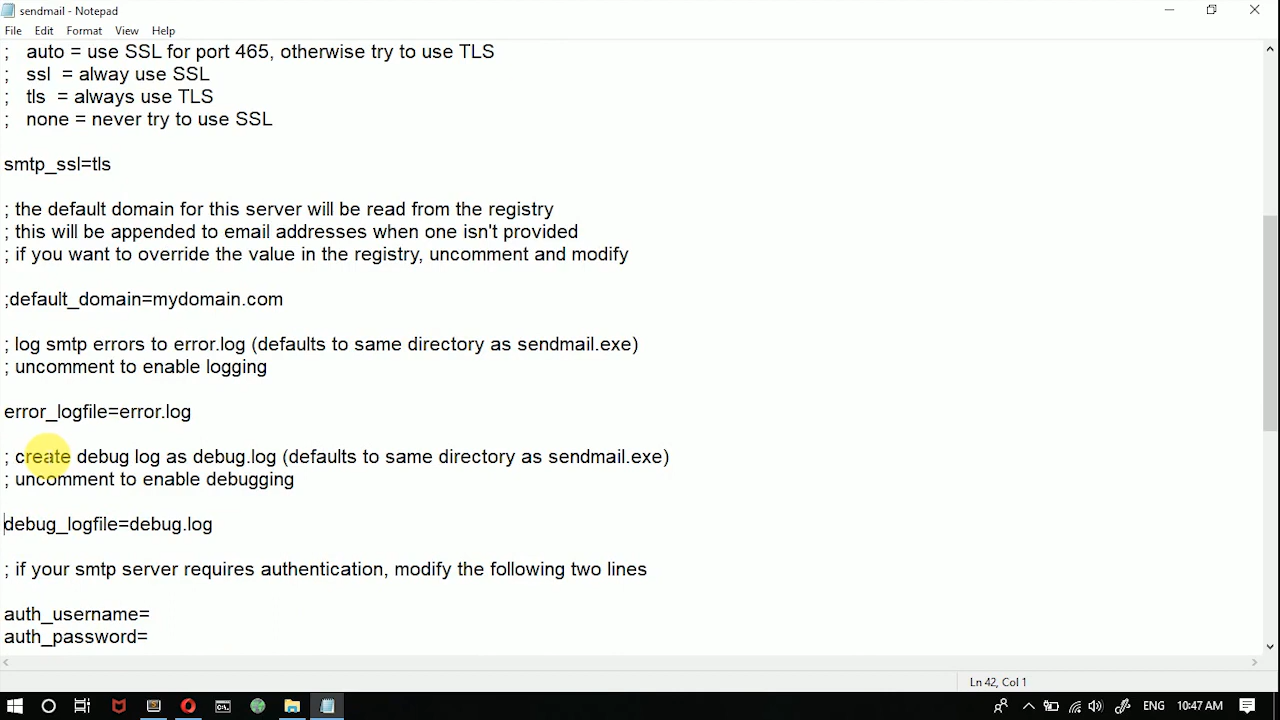 sendmail - Notepad
File Edit Format View Help
; auto = use SSL for port 465, otherwise try to use TLS
; ssl = alway use SSL
; tls = always use TLS
; none = never try to use SSL
smtp_ssl=tls
; the default domain for this server will be read from the registry
; this will be appended to email addresses when one isn't provided
; if you want to override the value in the registry, uncomment and modify
;default_domain=mydomain.com
; log smtp errors to error.log (defaults to same directory as sendmail.exe)
; uncomment to enable logging
error_logfile=error.log
; create debug log as debug.log (defaults to same directory as sendmail.exe)
; uncomment to enable debugging
debug_logfile=debug.log
; if your smtp server requires authentication, modify the following two lines
auth_username=
auth_password=
Ln 42, Col 1
ENG 10:47 AM